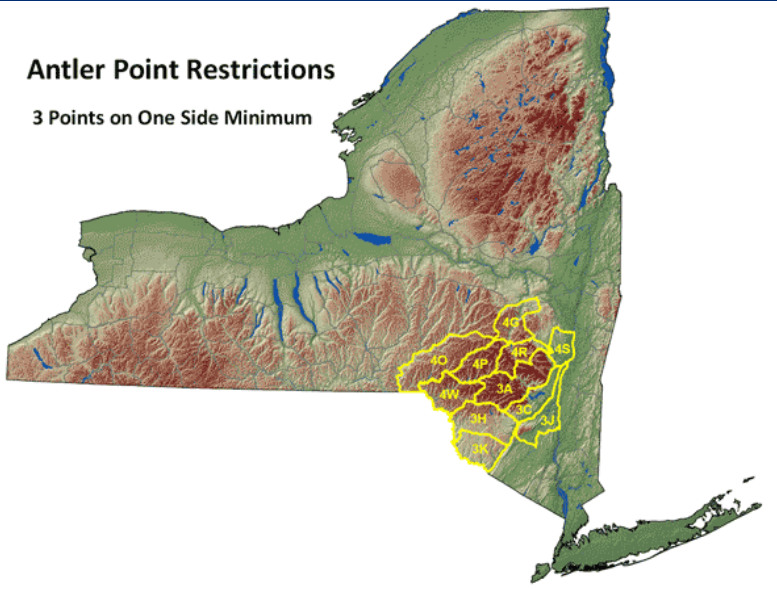 Antler Point Restrictions
3 Points on One Side Minimum
4G
4O
4P
4R
4S
4W
3A
3C
3H
3J
3K